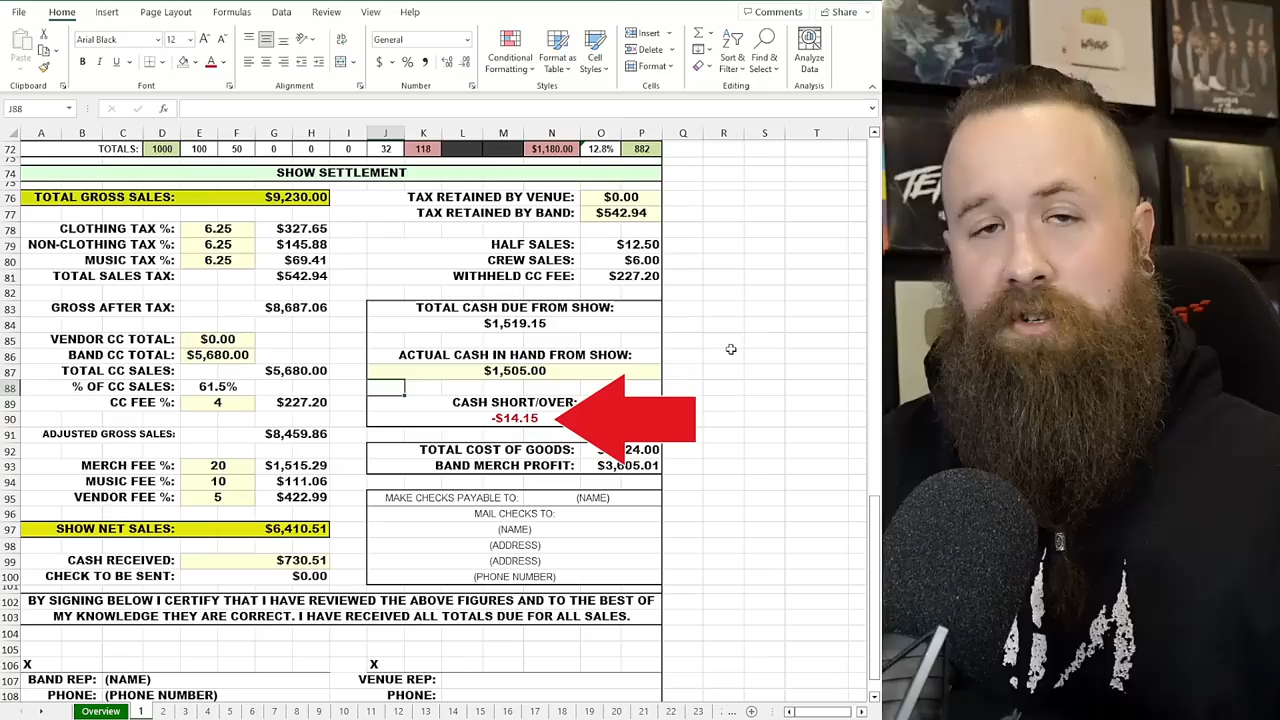 File Home Insert Page Layout Formulas Data Review View Help Comments Share
Paste Arial Black 12 A A General Conditional Formatting Format as Table Cell Styles Insert Delete Format Sort & Filter Find & Select Analyze Data
B I U A $ % ,
Clipboard Font Alignment Number Styles Cells Editing Analysis
J88 fx
A B C D E F G H I J K L M N O P Q R S T
72 TOTALS: 1000 100 50 0 0 0 32 118 $1,180.00 12.8% 882
73
74 SHOW SETTLEMENT
75
76 TOTAL GROSS SALES: $9,230.00 TAX RETAINED BY VENUE: $0.00
77 TAX RETAINED BY BAND: $542.94
78 CLOTHING TAX %: 6.25 $327.65
79 NON-CLOTHING TAX %: 6.25 $145.88 HALF SALES: $12.50
80 MUSIC TAX %: 6.25 $69.41 CREW SALES: $6.00
81 TOTAL SALES TAX: $542.94 WITHHELD CC FEE: $227.20
82
83 GROSS AFTER TAX: $8,687.06 TOTAL CASH DUE FROM SHOW:
84 $1,519.15
85 VENDOR CC TOTAL: $0.00
86 BAND CC TOTAL: $5,680.00 ACTUAL CASH IN HAND FROM SHOW:
87 TOTAL CC SALES: $5,680.00 $1,505.00
88 % OF CC SALES: 61.5%
89 CC FEE %: 4 $227.20 CASH SHORT/OVER:
90 -$14.15
91 ADJUSTED GROSS SALES: $8,459.86
92 TOTAL COST OF GOODS: 24.00
93 MERCH FEE %: 20 $1,515.29 BAND MERCH PROFIT: $3,605.01
94 MUSIC FEE %: 10 $111.06
95 VENDOR FEE %: 5 $422.99 MAKE CHECKS PAYABLE TO: (NAME)
96 MAIL CHECKS TO:
97 SHOW NET SALES: $6,410.51 (NAME)
98 (ADDRESS)
99 CASH RECEIVED: $730.51 (ADDRESS)
100 CHECK TO BE SENT: $0.00 (PHONE NUMBER)
101
102 BY SIGNING BELOW I CERTIFY THAT I HAVE REVIEWED THE ABOVE FIGURES AND TO THE BEST OF
103 MY KNOWLEDGE THEY ARE CORRECT. I HAVE RECEIVED ALL TOTALS DUE FOR ALL SALES.
104
105
106 X X
107 BAND REP: (NAME) VENUE REP:
108 PHONE: (PHONE NUMBER) PHONE:
Overview 1 2 3 4 5 6 7 8 9 10 11 12 13 14 15 16 17 18 19 20 21 22 23 ...